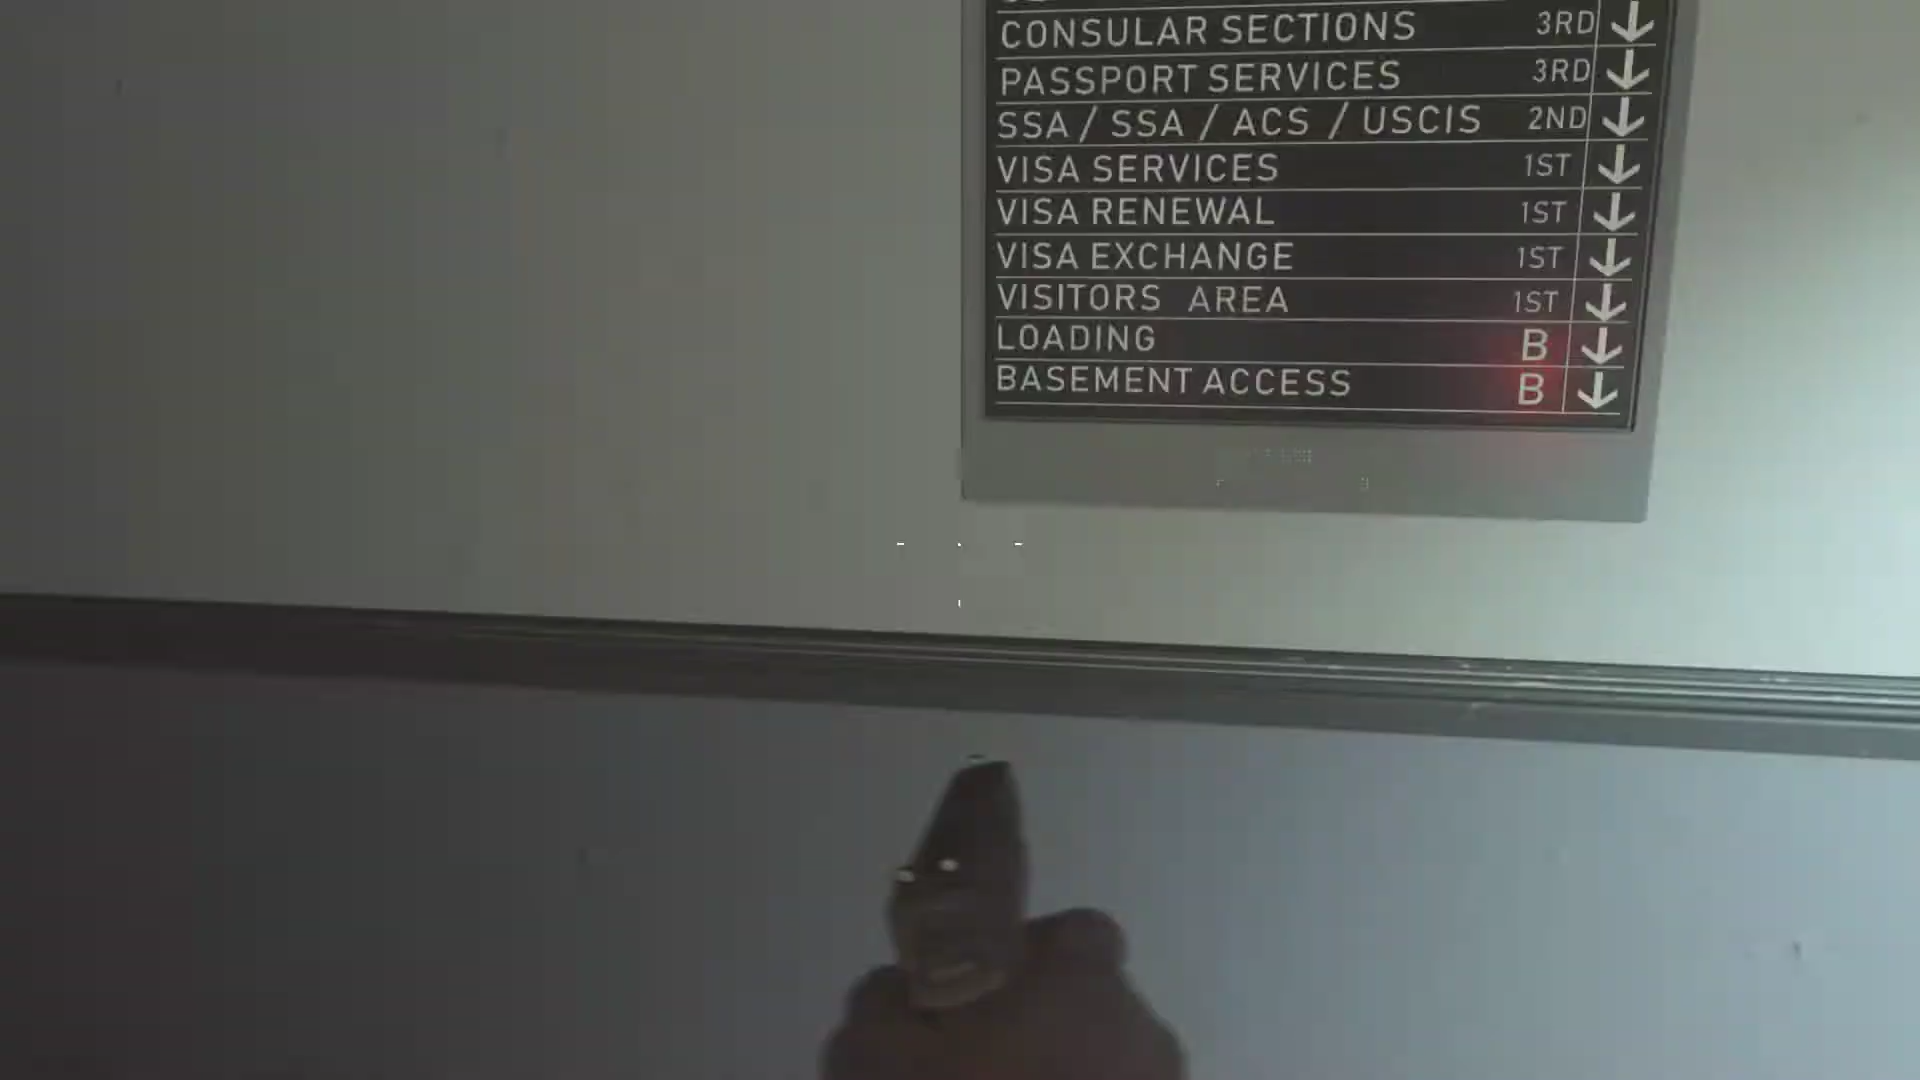 CONSULAR SECTIONS 3RD ↓
PASSPORT SERVICES 3RD ↓
SSA / SSA / ACS / USCIS 2ND ↓
VISA SERVICES 1ST ↓
VISA RENEWAL 1ST ↓
VISA EXCHANGE 1ST ↓
VISITORS AREA 1ST ↓
LOADING B ↓
BASEMENT ACCESS B ↓